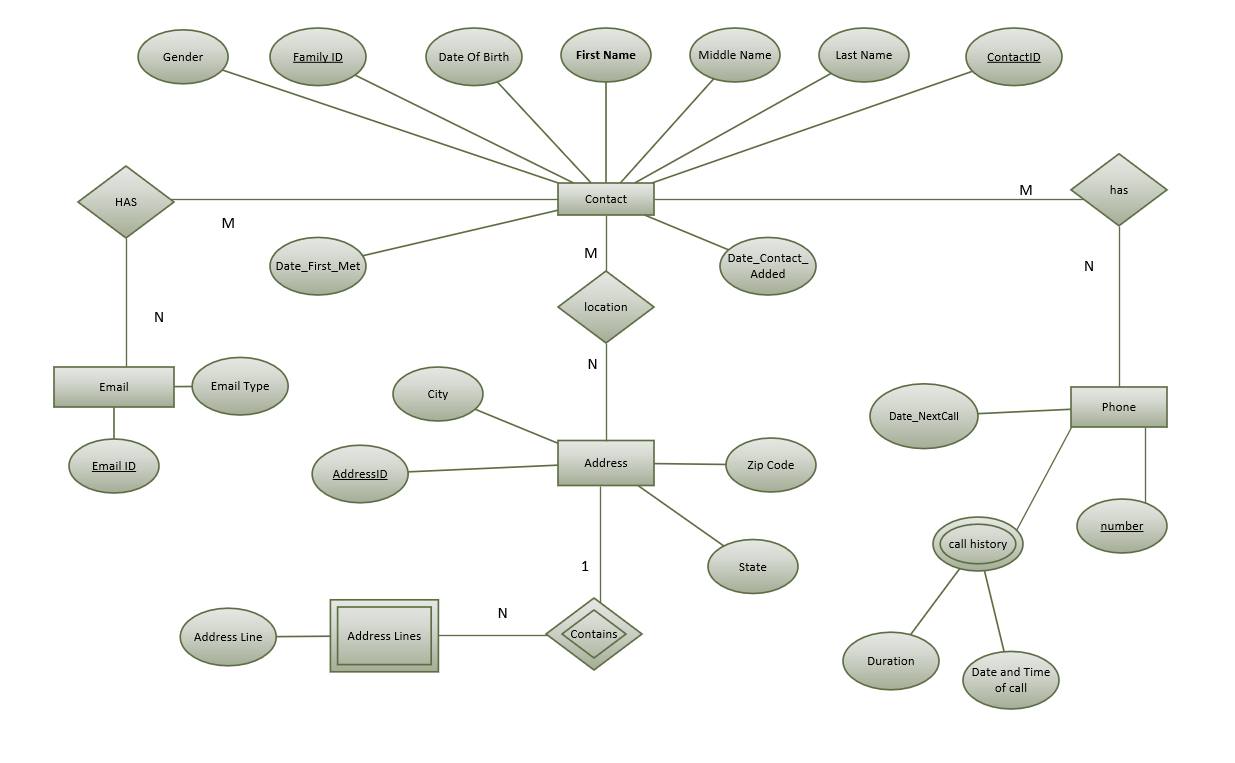 Gender
Family ID
Date Of Birth
First Name
Middle Name
Last Name
ContactID
HAS
Contact
M
has
M
Date_First_Met
M
Date_Contact_
Added
N
location
N
N
Email
Email Type
City
Date_NextCall
Phone
Email ID
AddressID
Address
Zip Code
number
call history
1
State
N
Address Line
Address Lines
Contains
Duration
Date and Time
of call